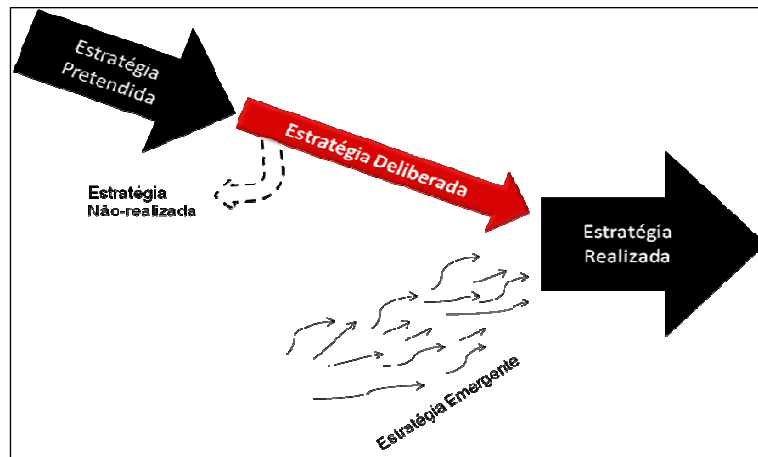 Estratégia
Pretendida
Estratégia Deliberada
Estratégia
Não-realizada
Estratégia
Realizada
Estratégia Emergente